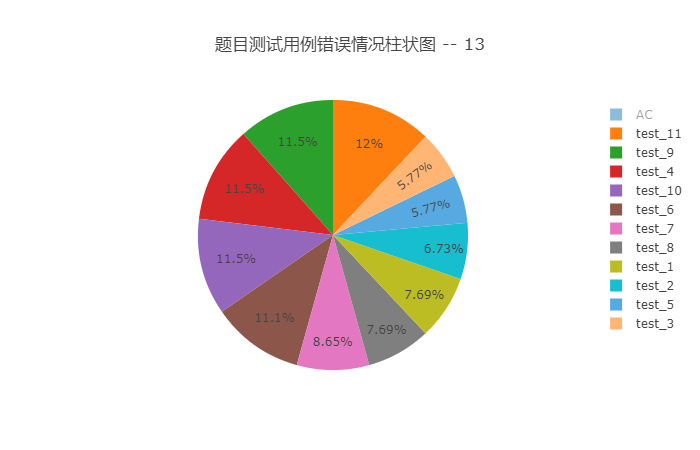 题目测试用例错误情况柱状图 -- 13
11.5%
12%
5.77%
11.5%
5.77%
11.5%
6.73%
7.69%
11.1%
8.65%
7.69%
AC
test_11
test_9
test_4
test_10
test_6
test_7
test_8
test_1
test_2
test_5
test_3